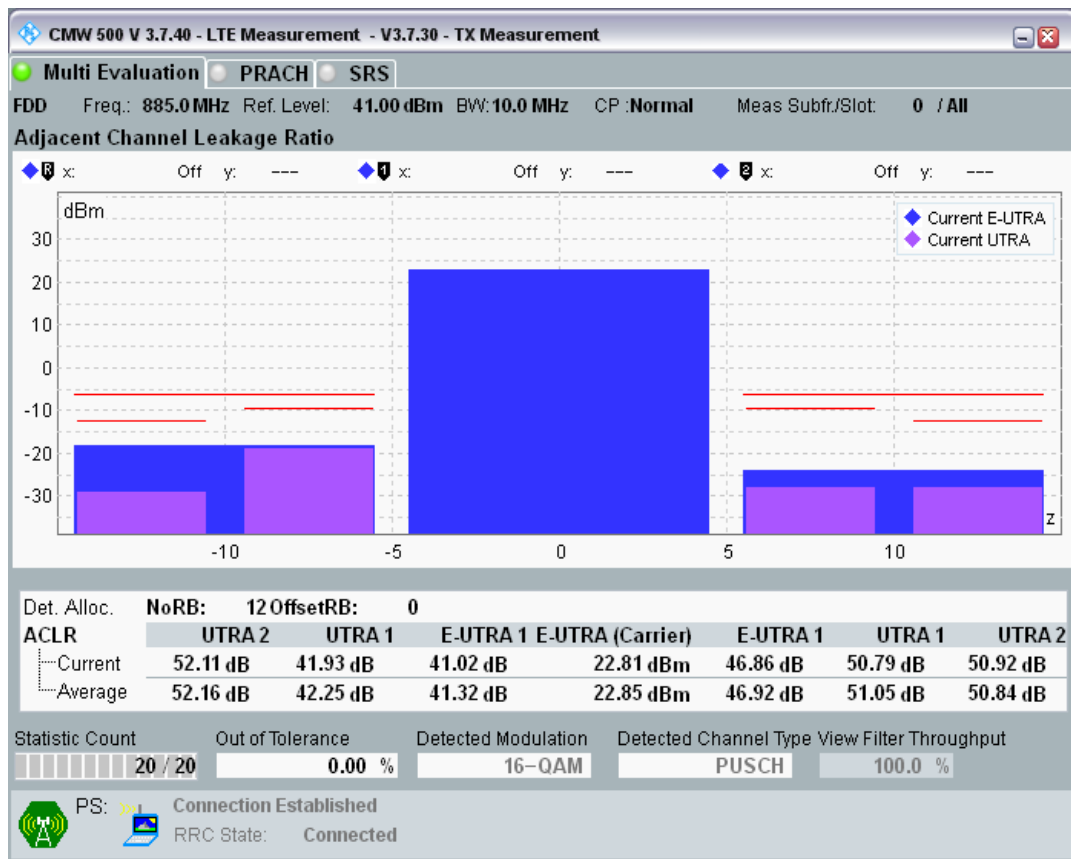 CMW 500 V 3.7.40 - LTE Measurement - V3.7.30 - TX Measurement
Multi Evaluation PRACH SRS
FDD Freq.: 885.0 MHz Ref. Level: 41.00 dBm BW: 10.0 MHz CP :Normal Meas Subfr./Slot: 0 / All
Adjacent Channel Leakage Ratio
R x: Off y: --- 1 x: Off y: --- 2 x: Off y: ---
dBm
Current E-UTRA
Current UTRA
30
20
10
0
-10
-20
-30
z
-10 -5 0 5 10
Det. Alloc. NoRB: 12 OffsetRB: 0
ACLR UTRA 2 UTRA 1 E-UTRA 1 E-UTRA (Carrier) E-UTRA 1 UTRA 1 UTRA 2
Current 52.11 dB 41.93 dB 41.02 dB 22.81 dBm 46.86 dB 50.79 dB 50.92 dB
Average 52.16 dB 42.25 dB 41.32 dB 22.85 dBm 46.92 dB 51.05 dB 50.84 dB
Statistic Count Out of Tolerance Detected Modulation Detected Channel Type View Filter Throughput
20 / 20 0.00 % 16-QAM PUSCH 100.0 %
PS: Connection Established
RRC State: Connected